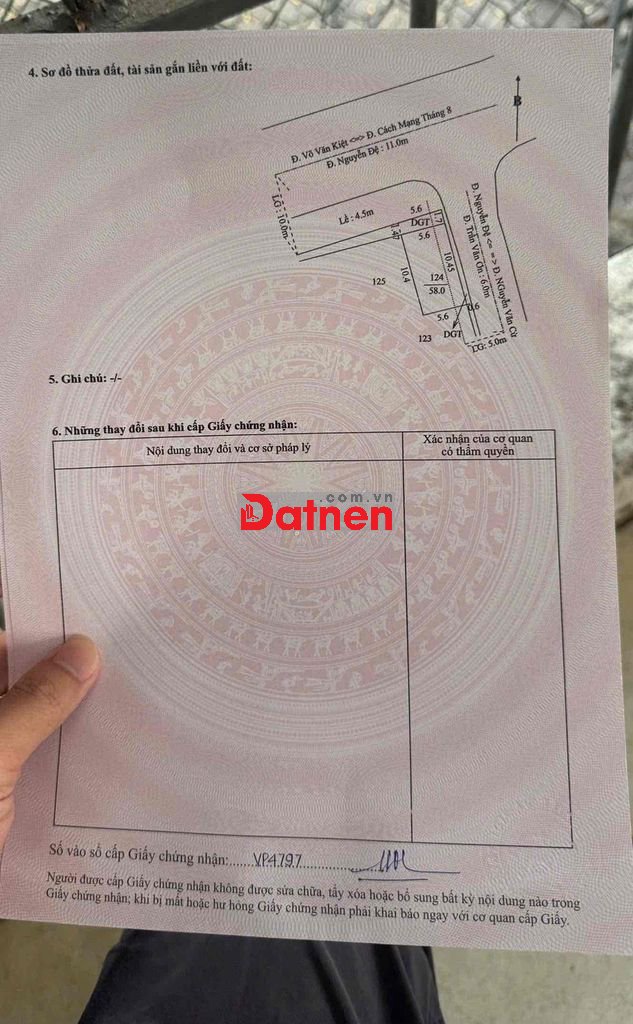 4. Sơ đồ thửa đất, tài sản gắn liền với đất:
B
Đ. Võ Văn Kiệt <=> Đ. Cách Mạng Tháng 8
Đ. Nguyễn Đệ : 11.0m
LG : 10.0m
Lề : 4.5m
5.6
DGT
1.7
5.6
10.45
10.4
124
58.0
125
5.6
0.6
123
DGT
LG: 5.0m
Đ. Nguyễn Đệ <= => Đ. NGuyễn Văn Cừ
Đ. Trần Văn Ơn : 6.0m
5. Ghi chú: -/-
6. Những thay đổi sau khi cấp Giấy chứng nhận:
Nội dung thay đổi và cơ sở pháp lý
Xác nhận của cơ quan
có thẩm quyền
.com.vn
Datnen
Số vào sổ cấp Giấy chứng nhận:......VP4797
Người được cấp Giấy chứng nhận không được sửa chữa, tẩy xóa hoặc bổ sung bất kỳ nội dung nào trong
Giấy chứng nhận; khi bị mất hoặc hư hỏng Giấy chứng nhận phải khai báo ngay với cơ quan cấp Giấy.